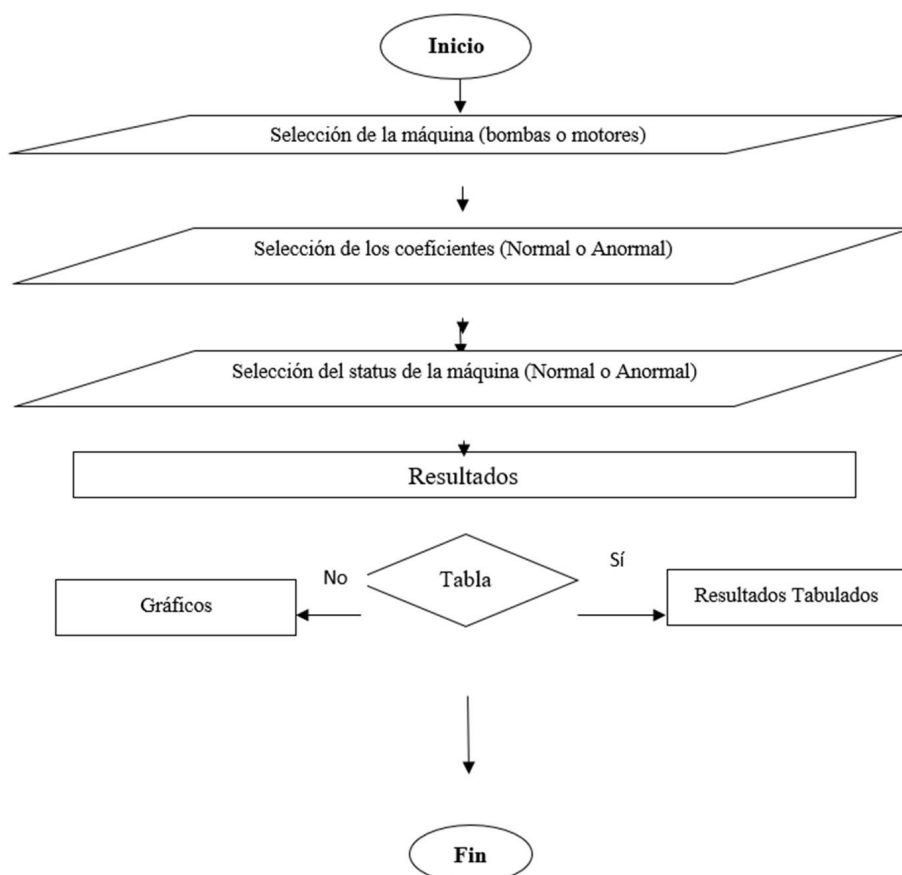 Inicio
Selección de la máquina (bombas o motores)
Selección de los coeficientes (Normal o Anormal)
Selección del status de la máquina (Normal o Anormal)
Resultados
No
Tabla
Sí
Gráficos
Resultados Tabulados
Fin